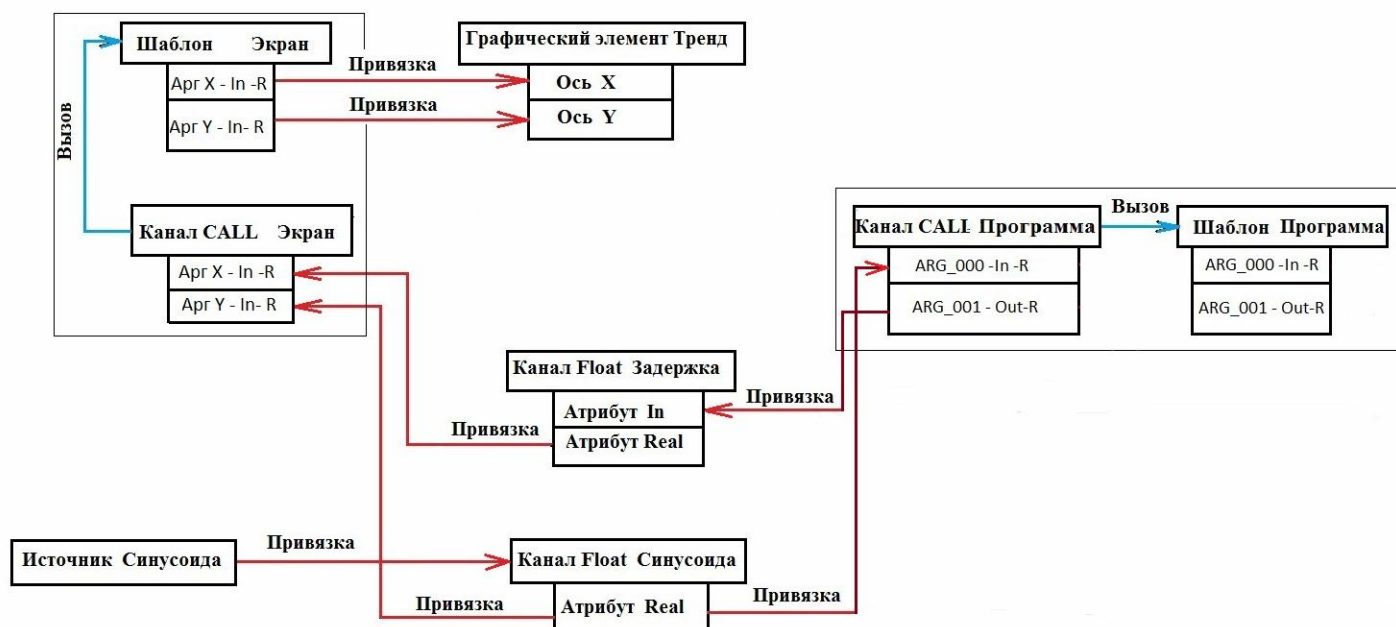 Шаблон Экран
Графический элемент Тренд
Привязка
Арг X - In -R
Ось X
Привязка
Арг Y - In- R
Ось Y
Вызов
Канал CALL Экран
Арг X - In -R
Арг Y - In- R
Вызов
Канал CALL Программа
Шаблон Программа
ARG_000 -In -R
ARG_000 -In -R
ARG_001 - Out-R
ARG_001 - Out-R
Канал Float Задержка
Привязка
Атрибут In
Привязка
Атрибут Real
Источник Синусоида
Привязка
Канал Float Синусоида
Привязка
Атрибут Real
Привязка